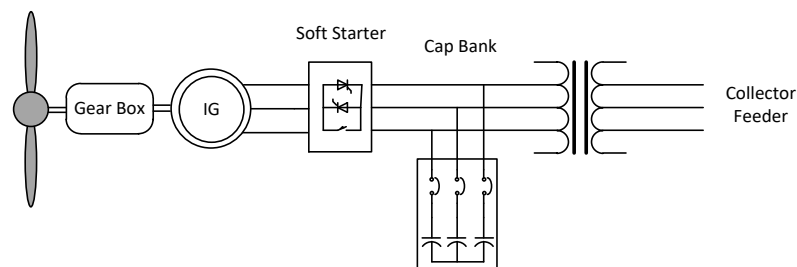 Soft Starter
Cap Bank
Gear Box
IG
Collector
Feeder